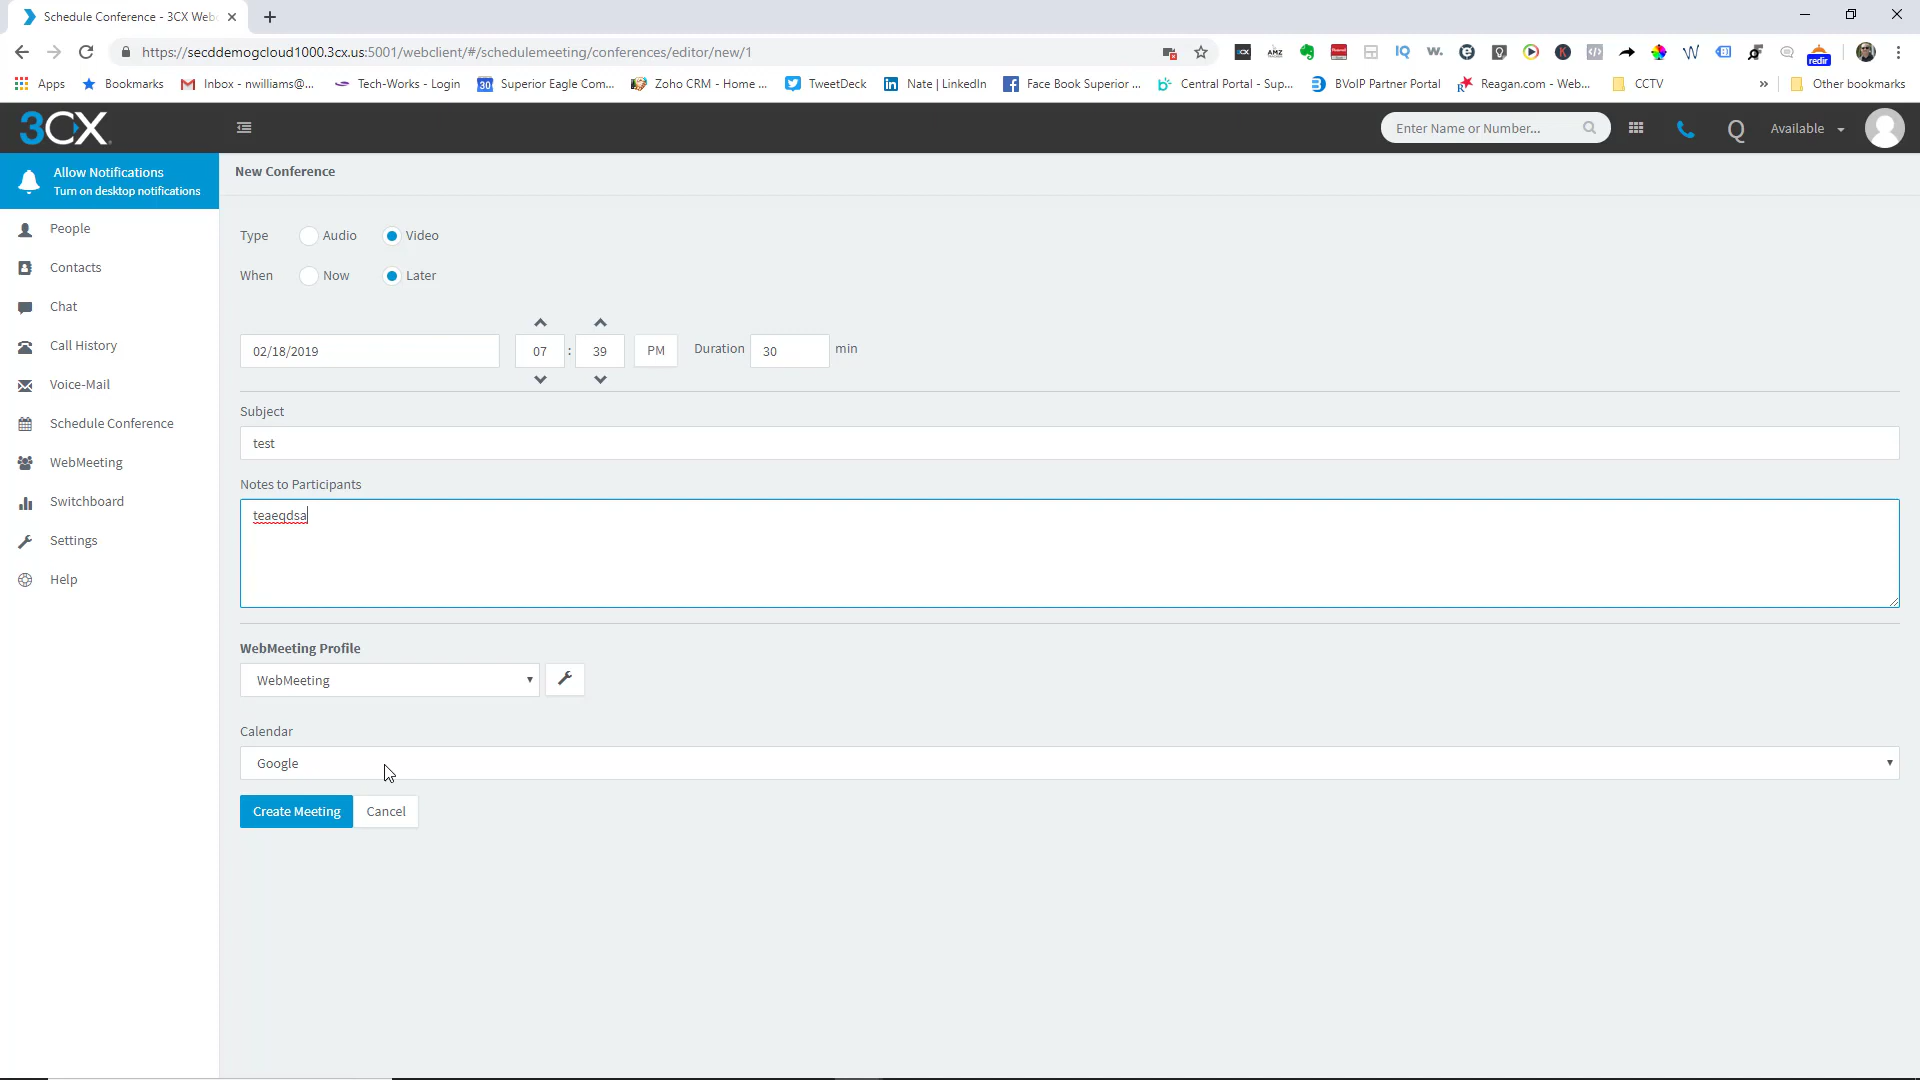 Schedule Conference - 3CX Web
https://secddemogcloud1000.3cx.us:5001/webclient/#/schedulemeeting/conferences/editor/new/1
redir
Apps Bookmarks Inbox - nwilliams@... Tech-Works - Login Superior Eagle Com... Zoho CRM - Home ... TweetDeck Nate | LinkedIn Face Book Superior ... Central Portal - Sup... BVoIP Partner Portal Reagan.com - Web... CCTV » Other bookmarks
3CX Enter Name or Number... Q Available
Allow Notifications
Turn on desktop notifications
People
Contacts
Chat
Call History
Voice-Mail
Schedule Conference
WebMeeting
Switchboard
Settings
Help
New Conference
Type Audio Video
When Now Later
02/18/2019 07 : 39 PM Duration 30 min
Subject
test
Notes to Participants
teaeqdsa
WebMeeting Profile
WebMeeting
Calendar
Google
Create Meeting Cancel